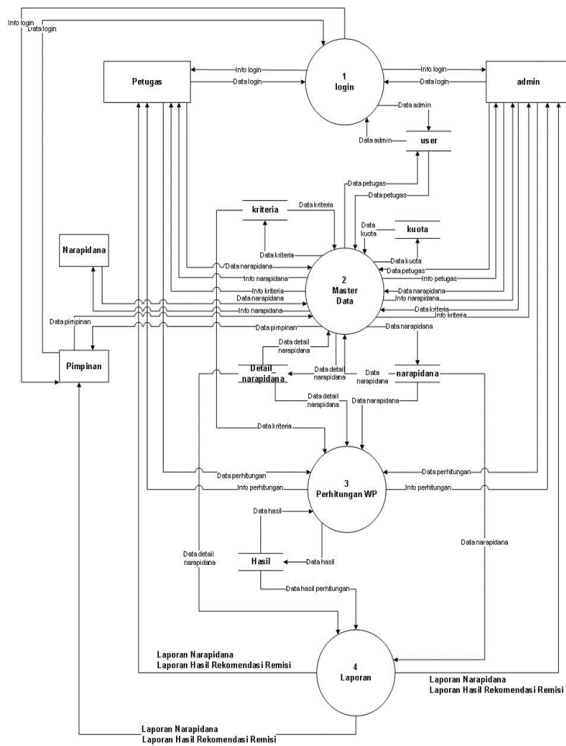 Info login
Data login
Petugas
Info login
Data login
1
login
Info login
Data login
admin
Data admin
Data admin
user
Data petugas
Data petugas
kriteria
Data kriteria
Data
kuota
kuota
Narapidana
Data kriteria
Data kuota
Data narapidana
2
Master
Data
Data petugas
Info narapidana
Info petugas
Info kriteria
Data narapidana
Data narapidana
Info narapidana
Info narapidana
Data kriteria
Info kriteria
Data pimpinan
Data pimpinan
Data narapidana
Pimpinan
Data detail
narapidana
Detail_
narapidana
Data detail
narapidana
Data
narapidana
narapidana
Data detail
narapidana
Data narapidana
Data kriteria
3
Perhitungan WP
Data perhitungan
Info perhitungan
Data perhitungan
Info perhitungan
Data hasil
Data narapidana
Data detail
narapidana
Hasil
Data hasil
Data hasil perhitungan
4
Laporan
Laporan Narapidana
Laporan Hasil Rekomendasi Remisi
Laporan Narapidana
Laporan Hasil Rekomendasi Remisi
Laporan Narapidana
Laporan Hasil Rekomendasi Remisi